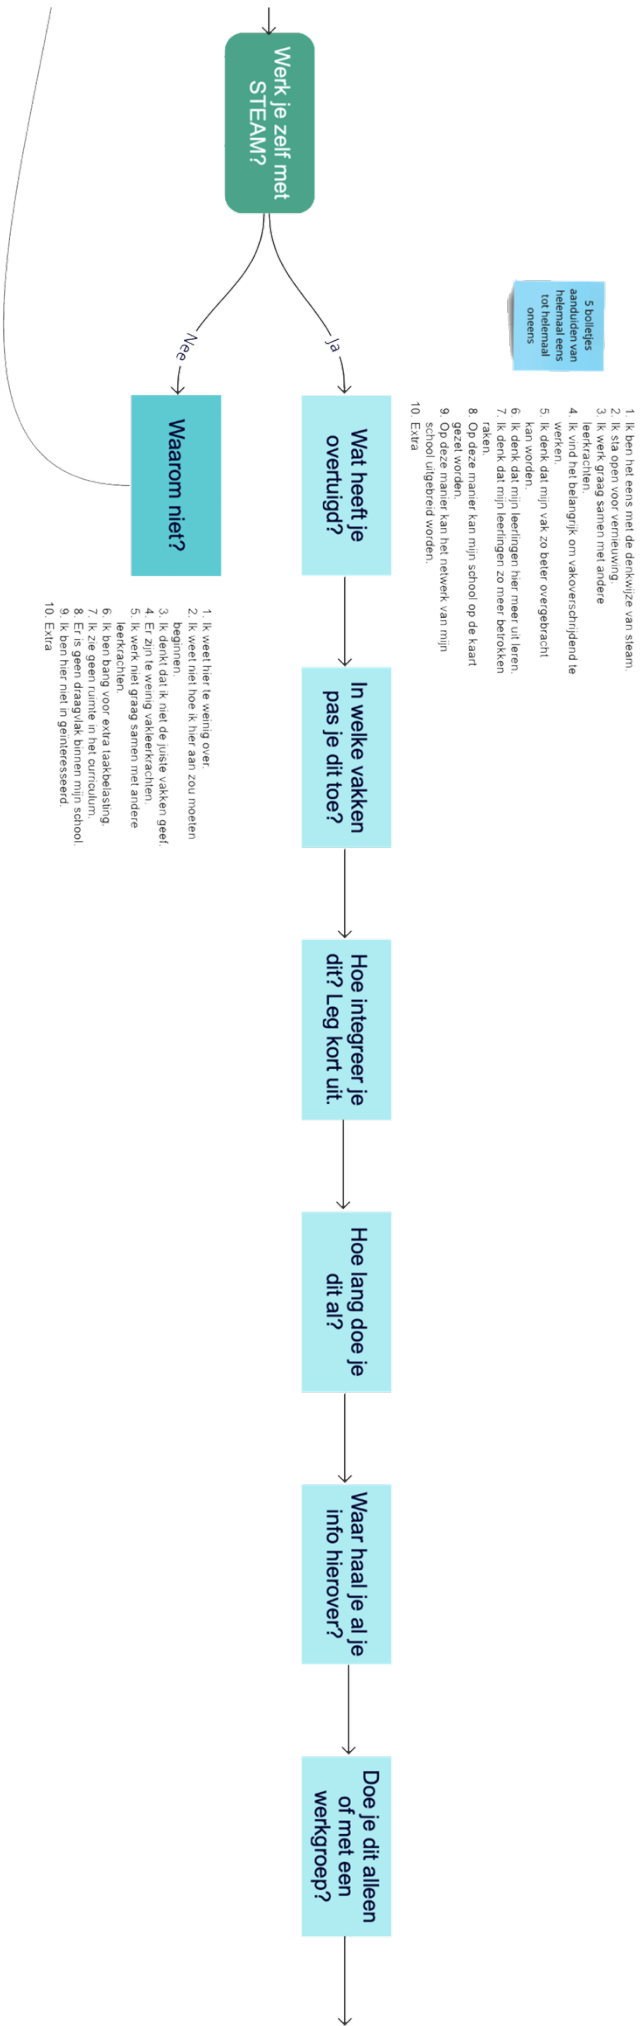 5 bolletjes
aanduiden van
helemaal eens
tot helemaal
oneens
1. Ik ben het eens met de denkwijze van steam.
2. Ik sta open voor vernieuwing.
3. Ik werk graag samen met andere
leerkrachten.
4. Ik vind het belangrijk om vakoverschrijdend te
werken.
5. Ik denk dat mijn vak zo beter overgebracht
kan worden.
6. Ik denk dat mijn leerlingen hier meer uit leren.
7. Ik denk dat mijn leerlingen zo meer betrokken
raken.
8. Op deze manier kan mijn school op de kaart
gezet worden.
9. Op deze manier kan het netwerk van mijn
school uitgebreid worden.
10. Extra
Werk je zelf met
STEAM?
Ja
Nee
Wat heeft je
overtuigd?
In welke vakken
pas je dit toe?
Hoe integreer je
dit? Leg kort uit.
Hoe lang doe je
dit al?
Waar haal je al je
info hierover?
Doe je dit alleen
of met een
werkgroep?
Waarom niet?
1. Ik weet hier te weinig over.
2. Ik weet niet hoe ik hier aan zou moeten
beginnen.
3. Ik denkt dat ik niet de juiste vakken geef.
4. Er zijn te weinig vakleerkrachten.
5. Ik werk niet graag samen met andere
leerkrachten.
6. Ik ben bang voor extra taakbelasting.
7. Ik zie geen ruimte in het curriculum.
8. Er is geen draagvlak binnen mijn school.
9. Ik ben hier niet in geinteresseerd.
10. Extra